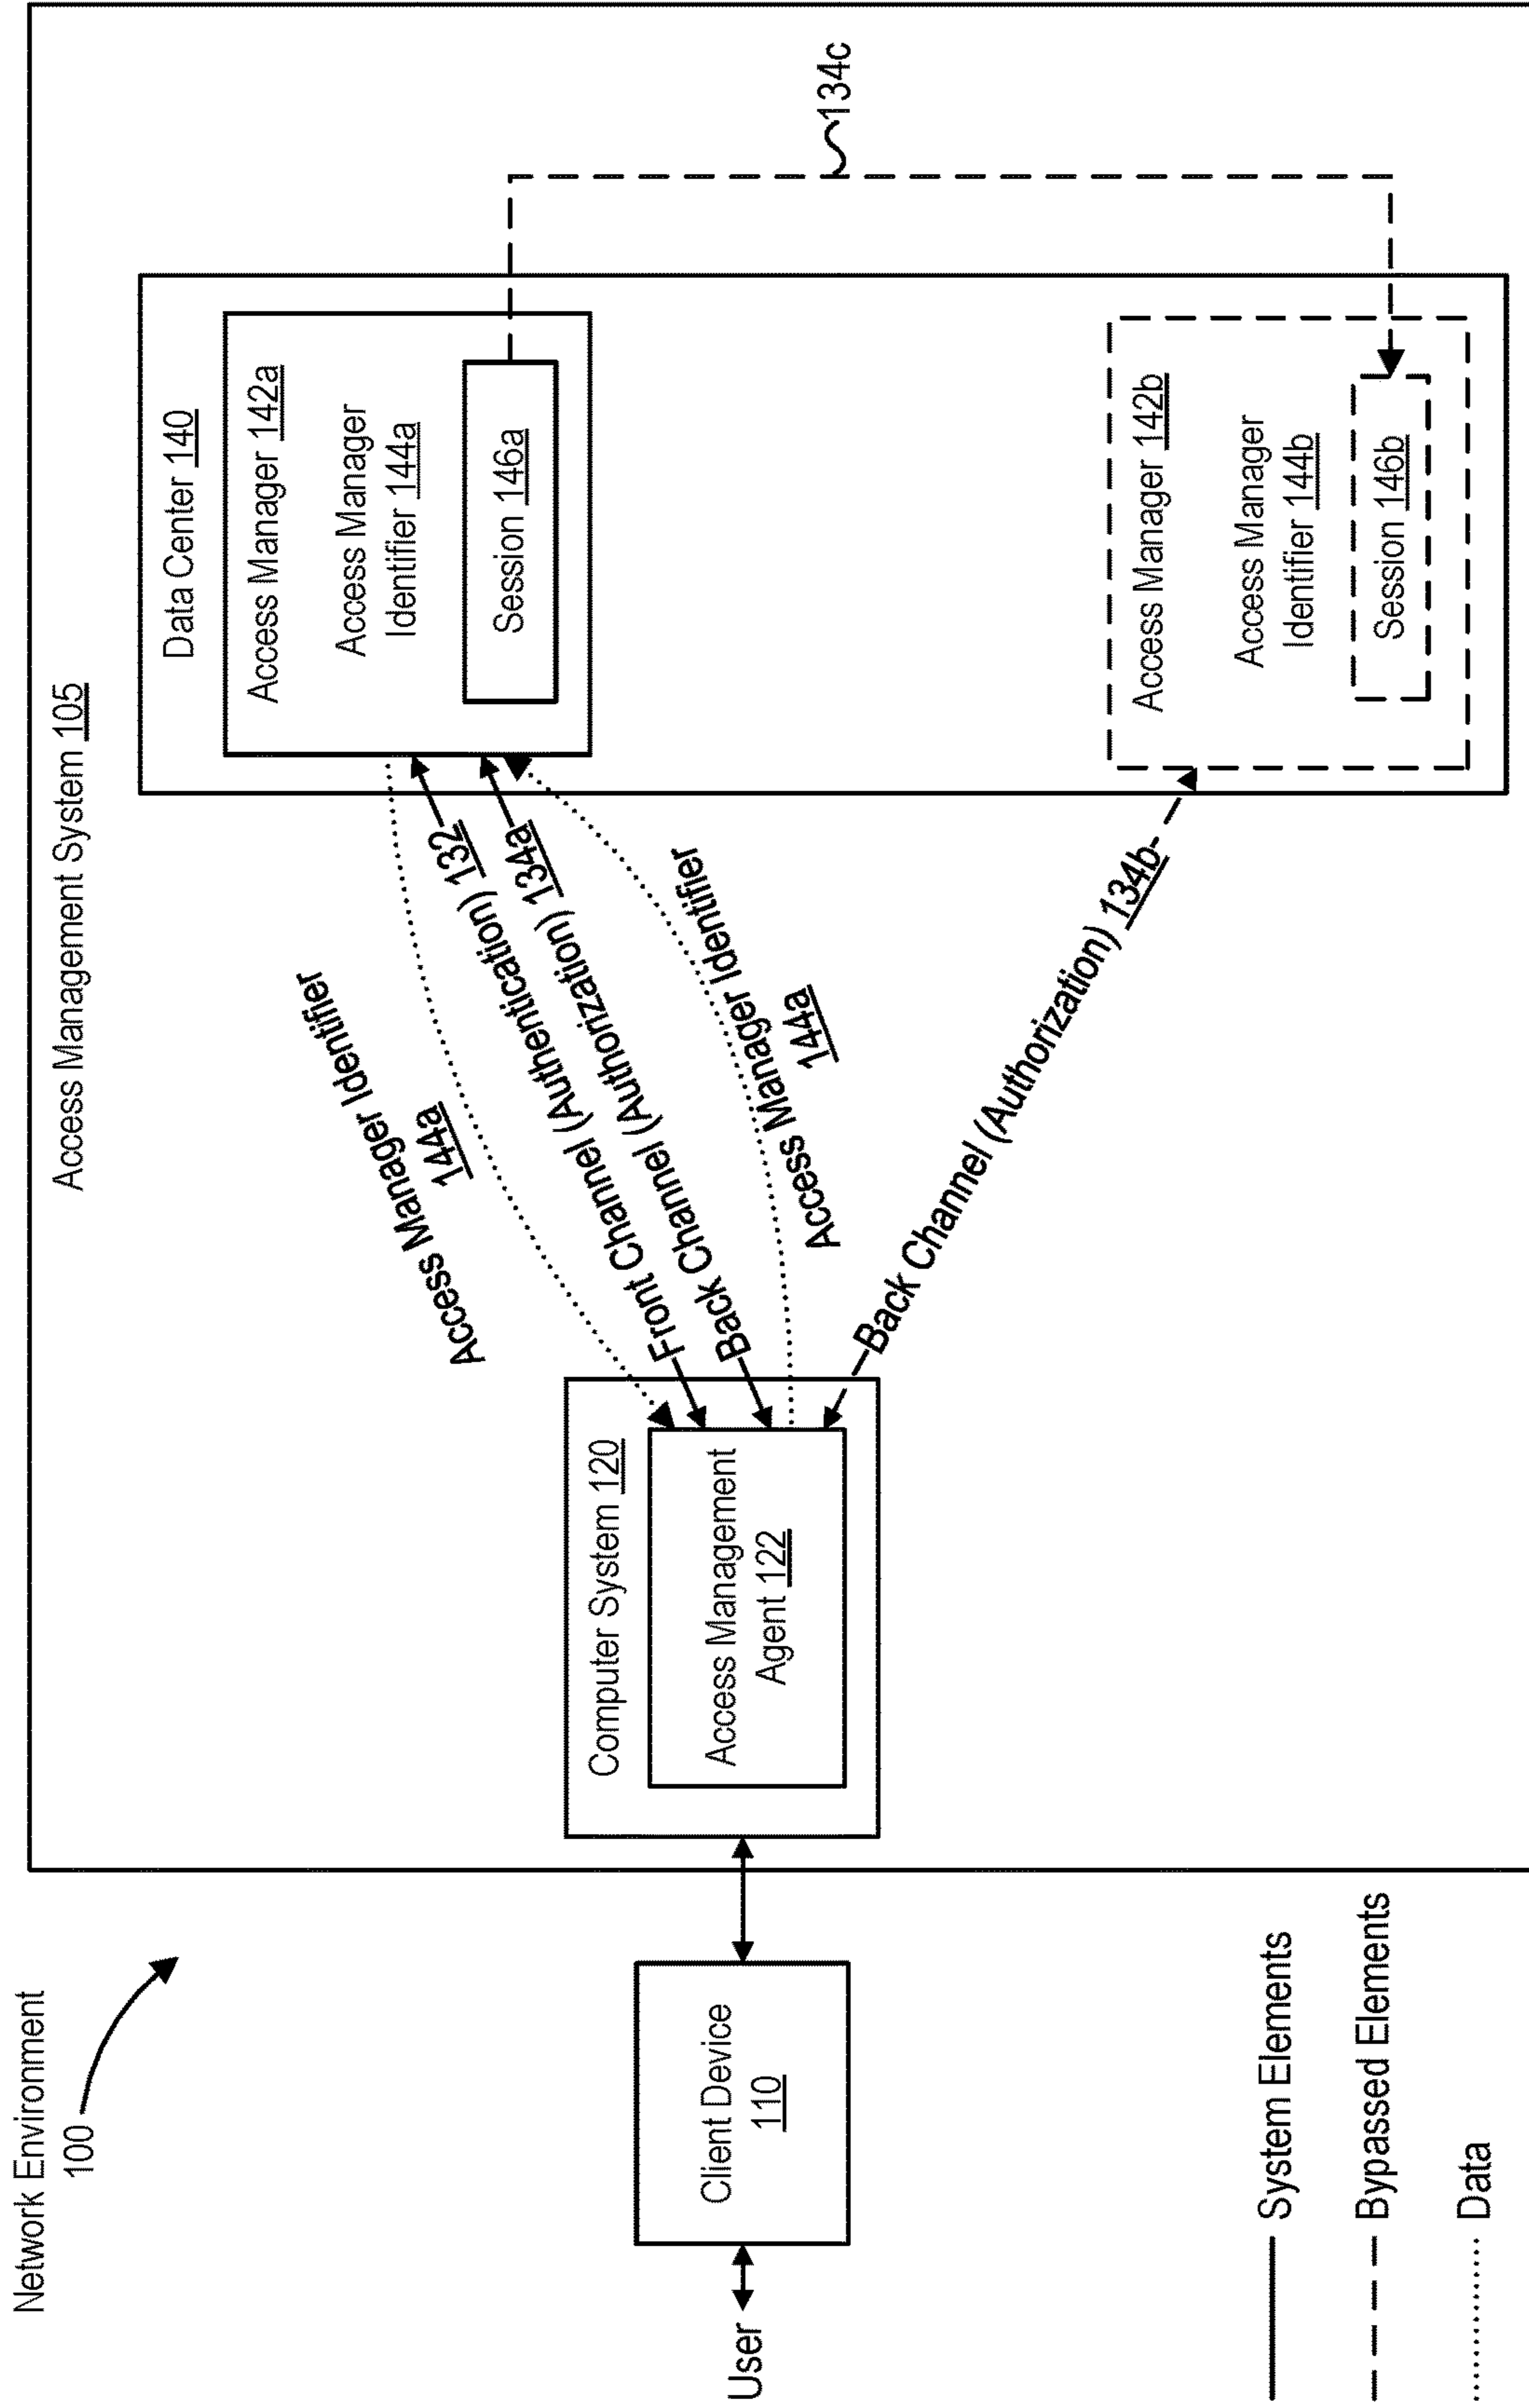 Network Environment
100
Access Management System 105
User
Client Device
110
Computer System 120
Access Management
Agent 122
Access Manager Identifier
144a
Front Channel (Authentication) 132
Back Channel (Authorization) 134a
Access Manager Identifier
144a
Back Channel (Authorization) 134b
Data Center 140
Access Manager 142a
Access Manager
Identifier 144a
Session 146a
Access Manager 142b
Access Manager
Identifier 144b
Session 146b
134c
System Elements
Bypassed Elements
Data